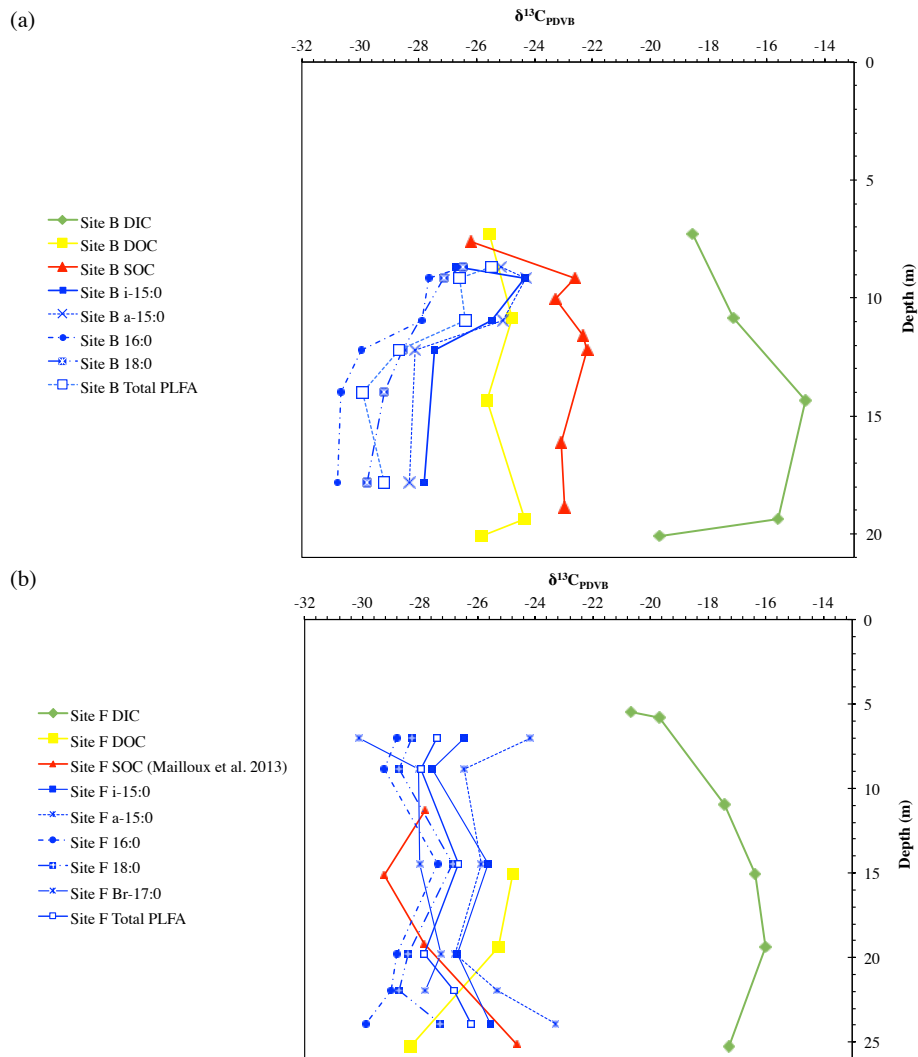 (a)
δ¹³C_PDVB
-32 -30 -28 -26 -24 -22 -20 -18 -16 -14
0
5
10
15
20
Depth (m)
Site B DIC
Site B DOC
Site B SOC
Site B i-15:0
Site B a-15:0
Site B 16:0
Site B 18:0
Site B Total PLFA
(b)
δ¹³C_PDVB
-32 -30 -28 -26 -24 -22 -20 -18 -16 -14
0
5
10
15
20
25
Depth (m)
Site F DIC
Site F DOC
Site F SOC (Mailloux et al. 2013)
Site F i-15:0
Site F a-15:0
Site F 16:0
Site F 18:0
Site F Br-17:0
Site F Total PLFA